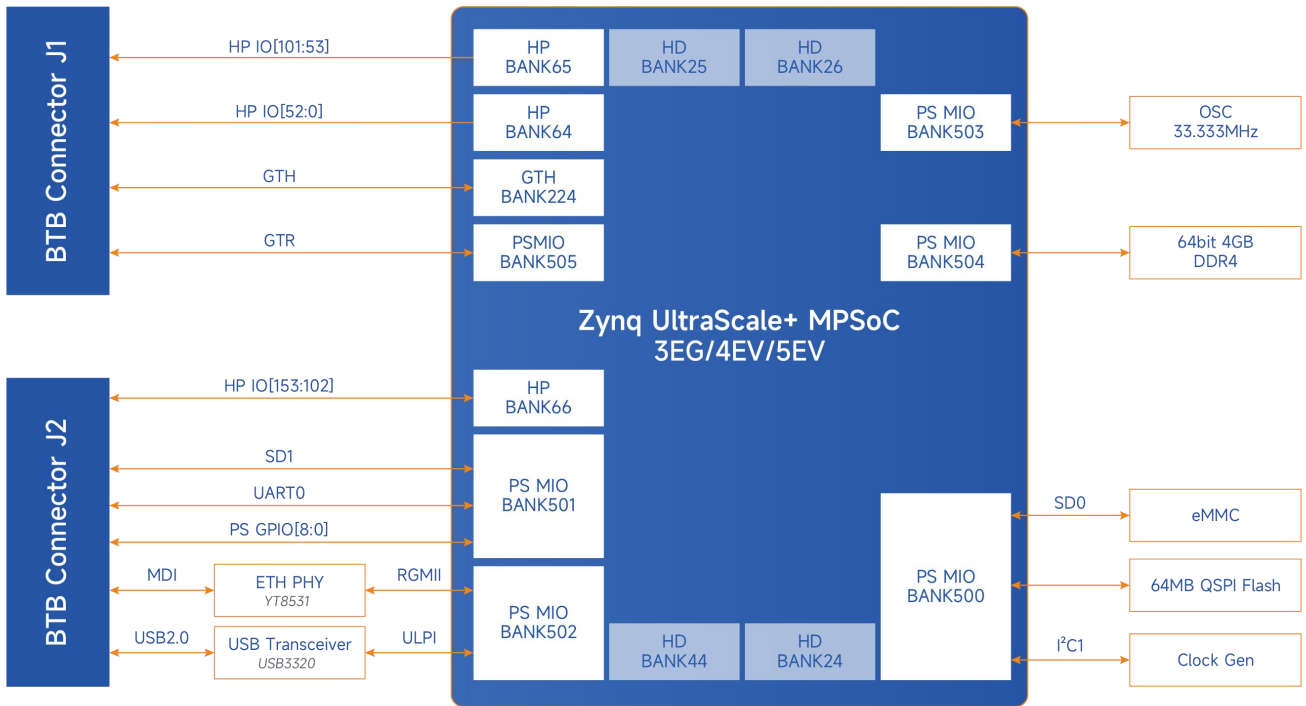 BTB Connector J1
HP IO[101:53]
HP IO[52:0]
GTH
GTR
HP
BANK65
HD
BANK25
HD
BANK26
HP
BANK64
GTH
BANK224
PSMIO
BANK505
PS MIO
BANK503
OSC
33.333MHz
PS MIO
BANK504
64bit 4GB
DDR4
Zynq UltraScale+ MPSoC
3EG/4EV/5EV
BTB Connector J2
HP IO[153:102]
SD1
UART0
PS GPIO[8:0]
MDI
ETH PHY
YT8531
RGMII
USB2.0
USB Transceiver
USB3320
ULPI
HP
BANK66
PS MIO
BANK501
PS MIO
BANK502
HD
BANK44
HD
BANK24
PS MIO
BANK500
SD0
eMMC
64MB QSPI Flash
I²C1
Clock Gen